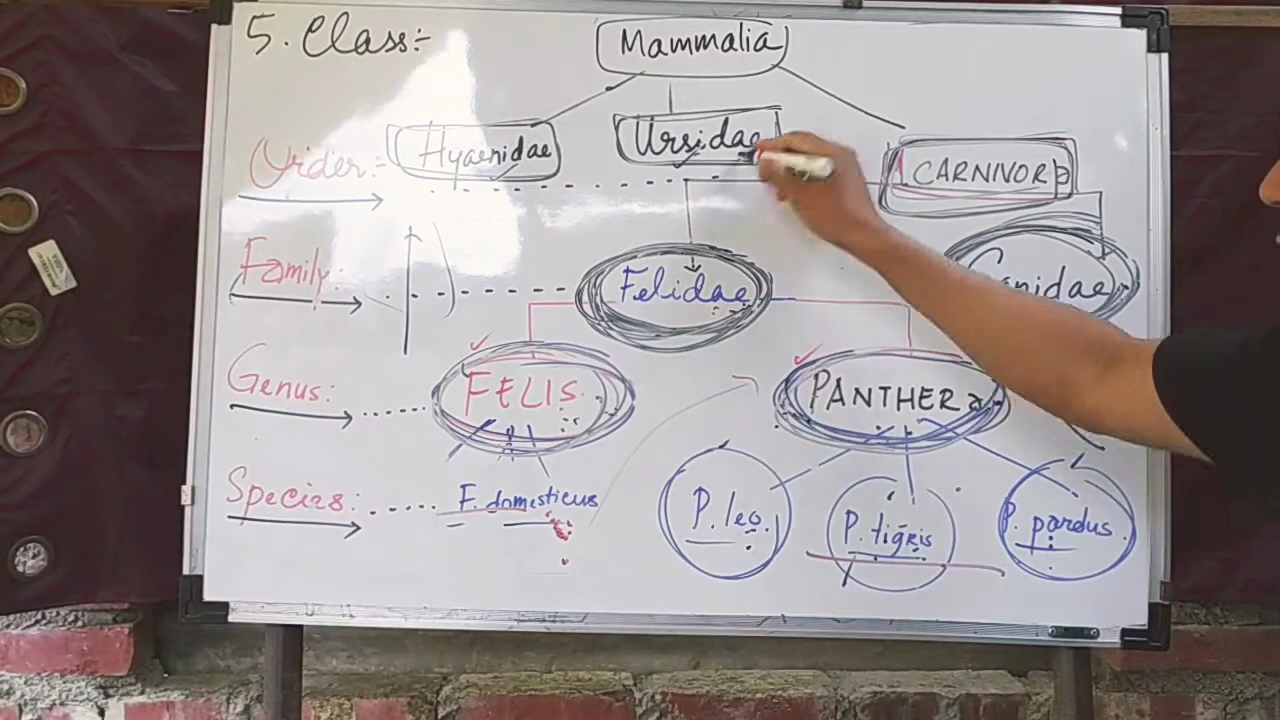 5. Class:-
Mammalia
Order:-
Hyaenidae
Ursidae
CARNIVORa
Family:
Felidae
Canidae
Genus:
FELIS
PANTHERa
Species:
F. domesticus
P. leo
P. tigris
P. pardus